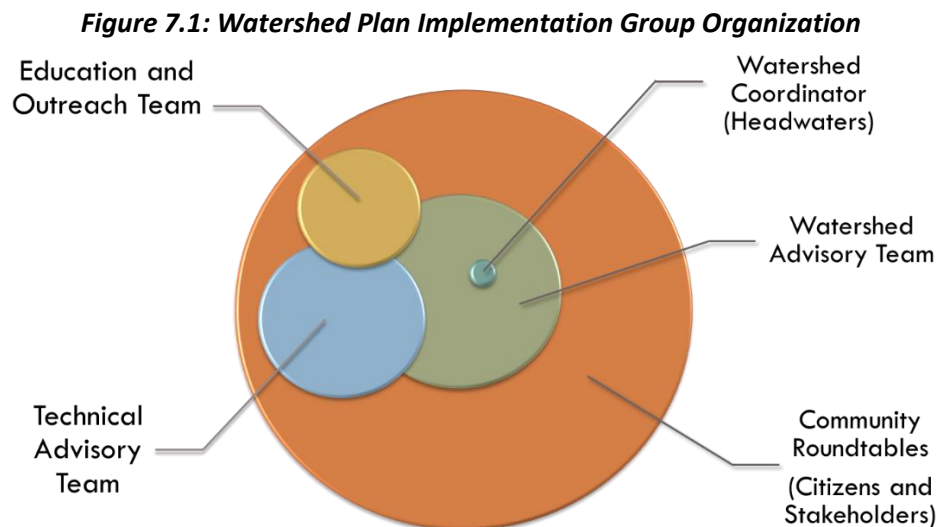 Figure 7.1: Watershed Plan Implementation Group Organization
Education and
Outreach Team
Watershed
Coordinator
(Headwaters)
Watershed
Advisory Team
Technical
Advisory
Team
Community
Roundtables
(Citizens and
Stakeholders)